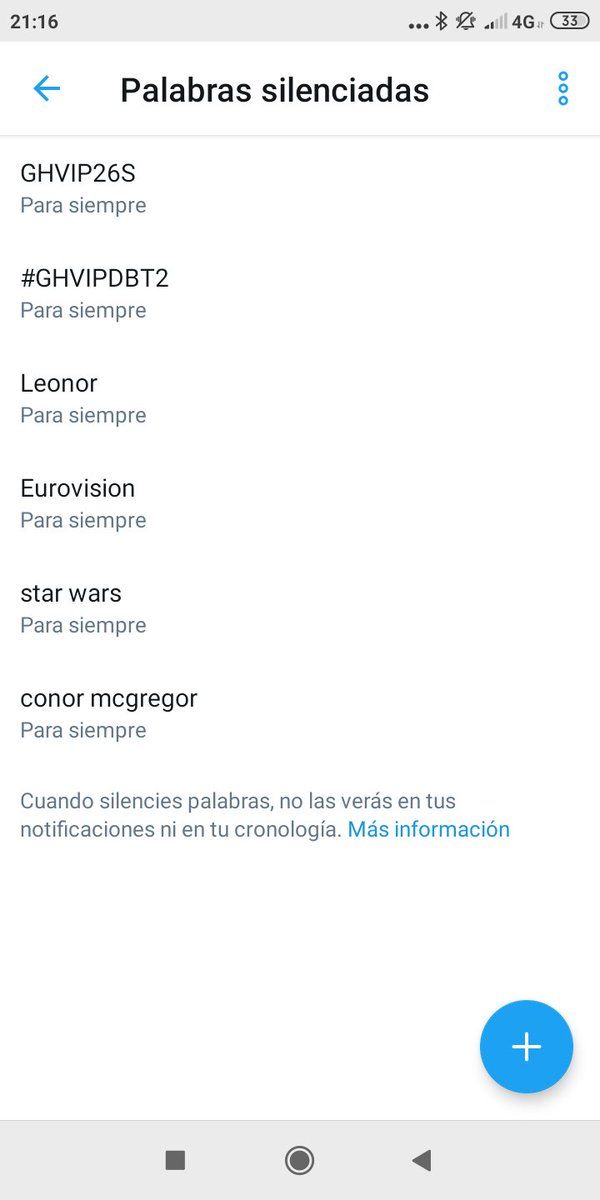 21:16 4G 33
Palabras silenciadas
GHVIP26S
Para siempre
#GHVIPDBT2
Para siempre
Leonor
Para siempre
Eurovision
Para siempre
star wars
Para siempre
conor mcgregor
Para siempre
Cuando silencies palabras, no las verás en tus
notificaciones ni en tu cronología. Más información